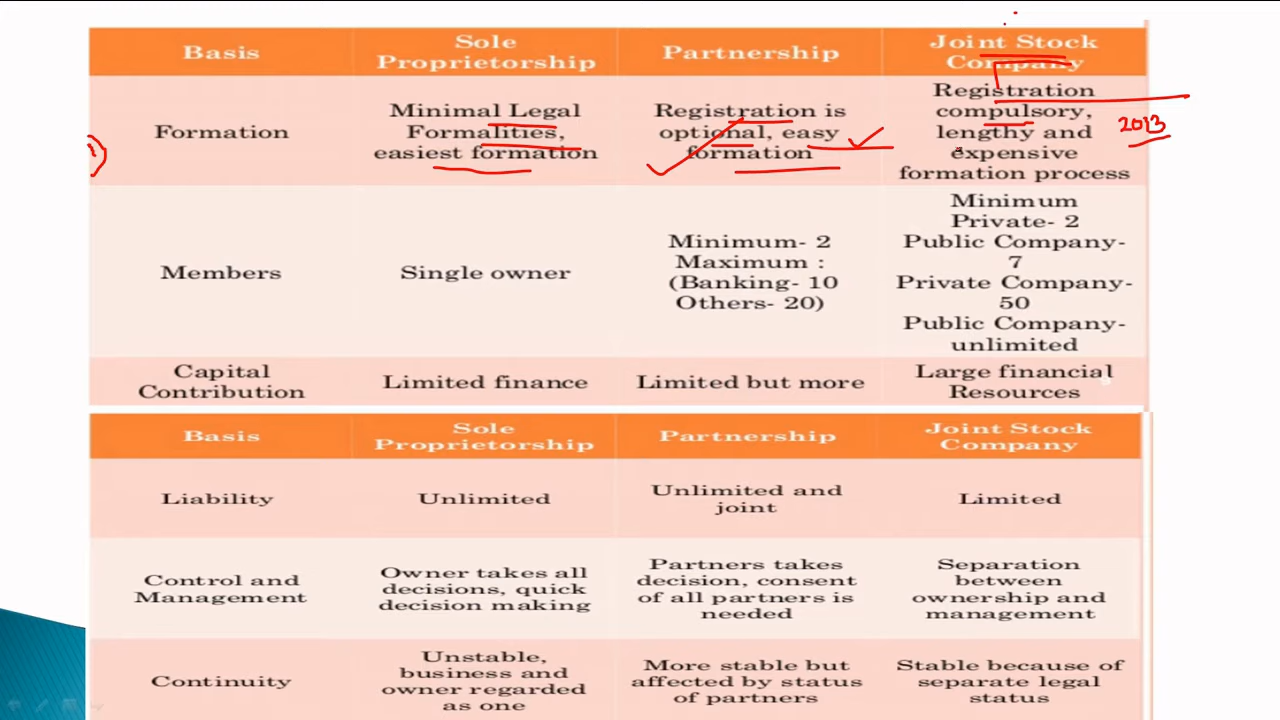 Basis
Sole
Proprietorship
Partnership
Joint Stock
Company
Formation
Minimal Legal
Formalities,
easiest formation
Registration is
optional, easy
formation
Registration
compulsory,
lengthy and
expensive
formation process
2013
Members
Single owner
Minimum- 2
Maximum :
(Banking- 10
Others- 20)
Minimum
Private- 2
Public Company-
7
Private Company-
50
Public Company-
unlimited
Capital
Contribution
Limited finance
Limited but more
Large financial
Resources
Basis
Sole
Proprietorship
Partnership
Joint Stock
Company
Liability
Unlimited
Unlimited and
joint
Limited
Control and
Management
Owner takes all
decisions, quick
decision making
Partners takes
decision, consent
of all partners is
needed
Separation
between
ownership and
management
Continuity
Unstable,
business and
owner regarded
as one
More stable but
affected by status
of partners
Stable because of
separate legal
status